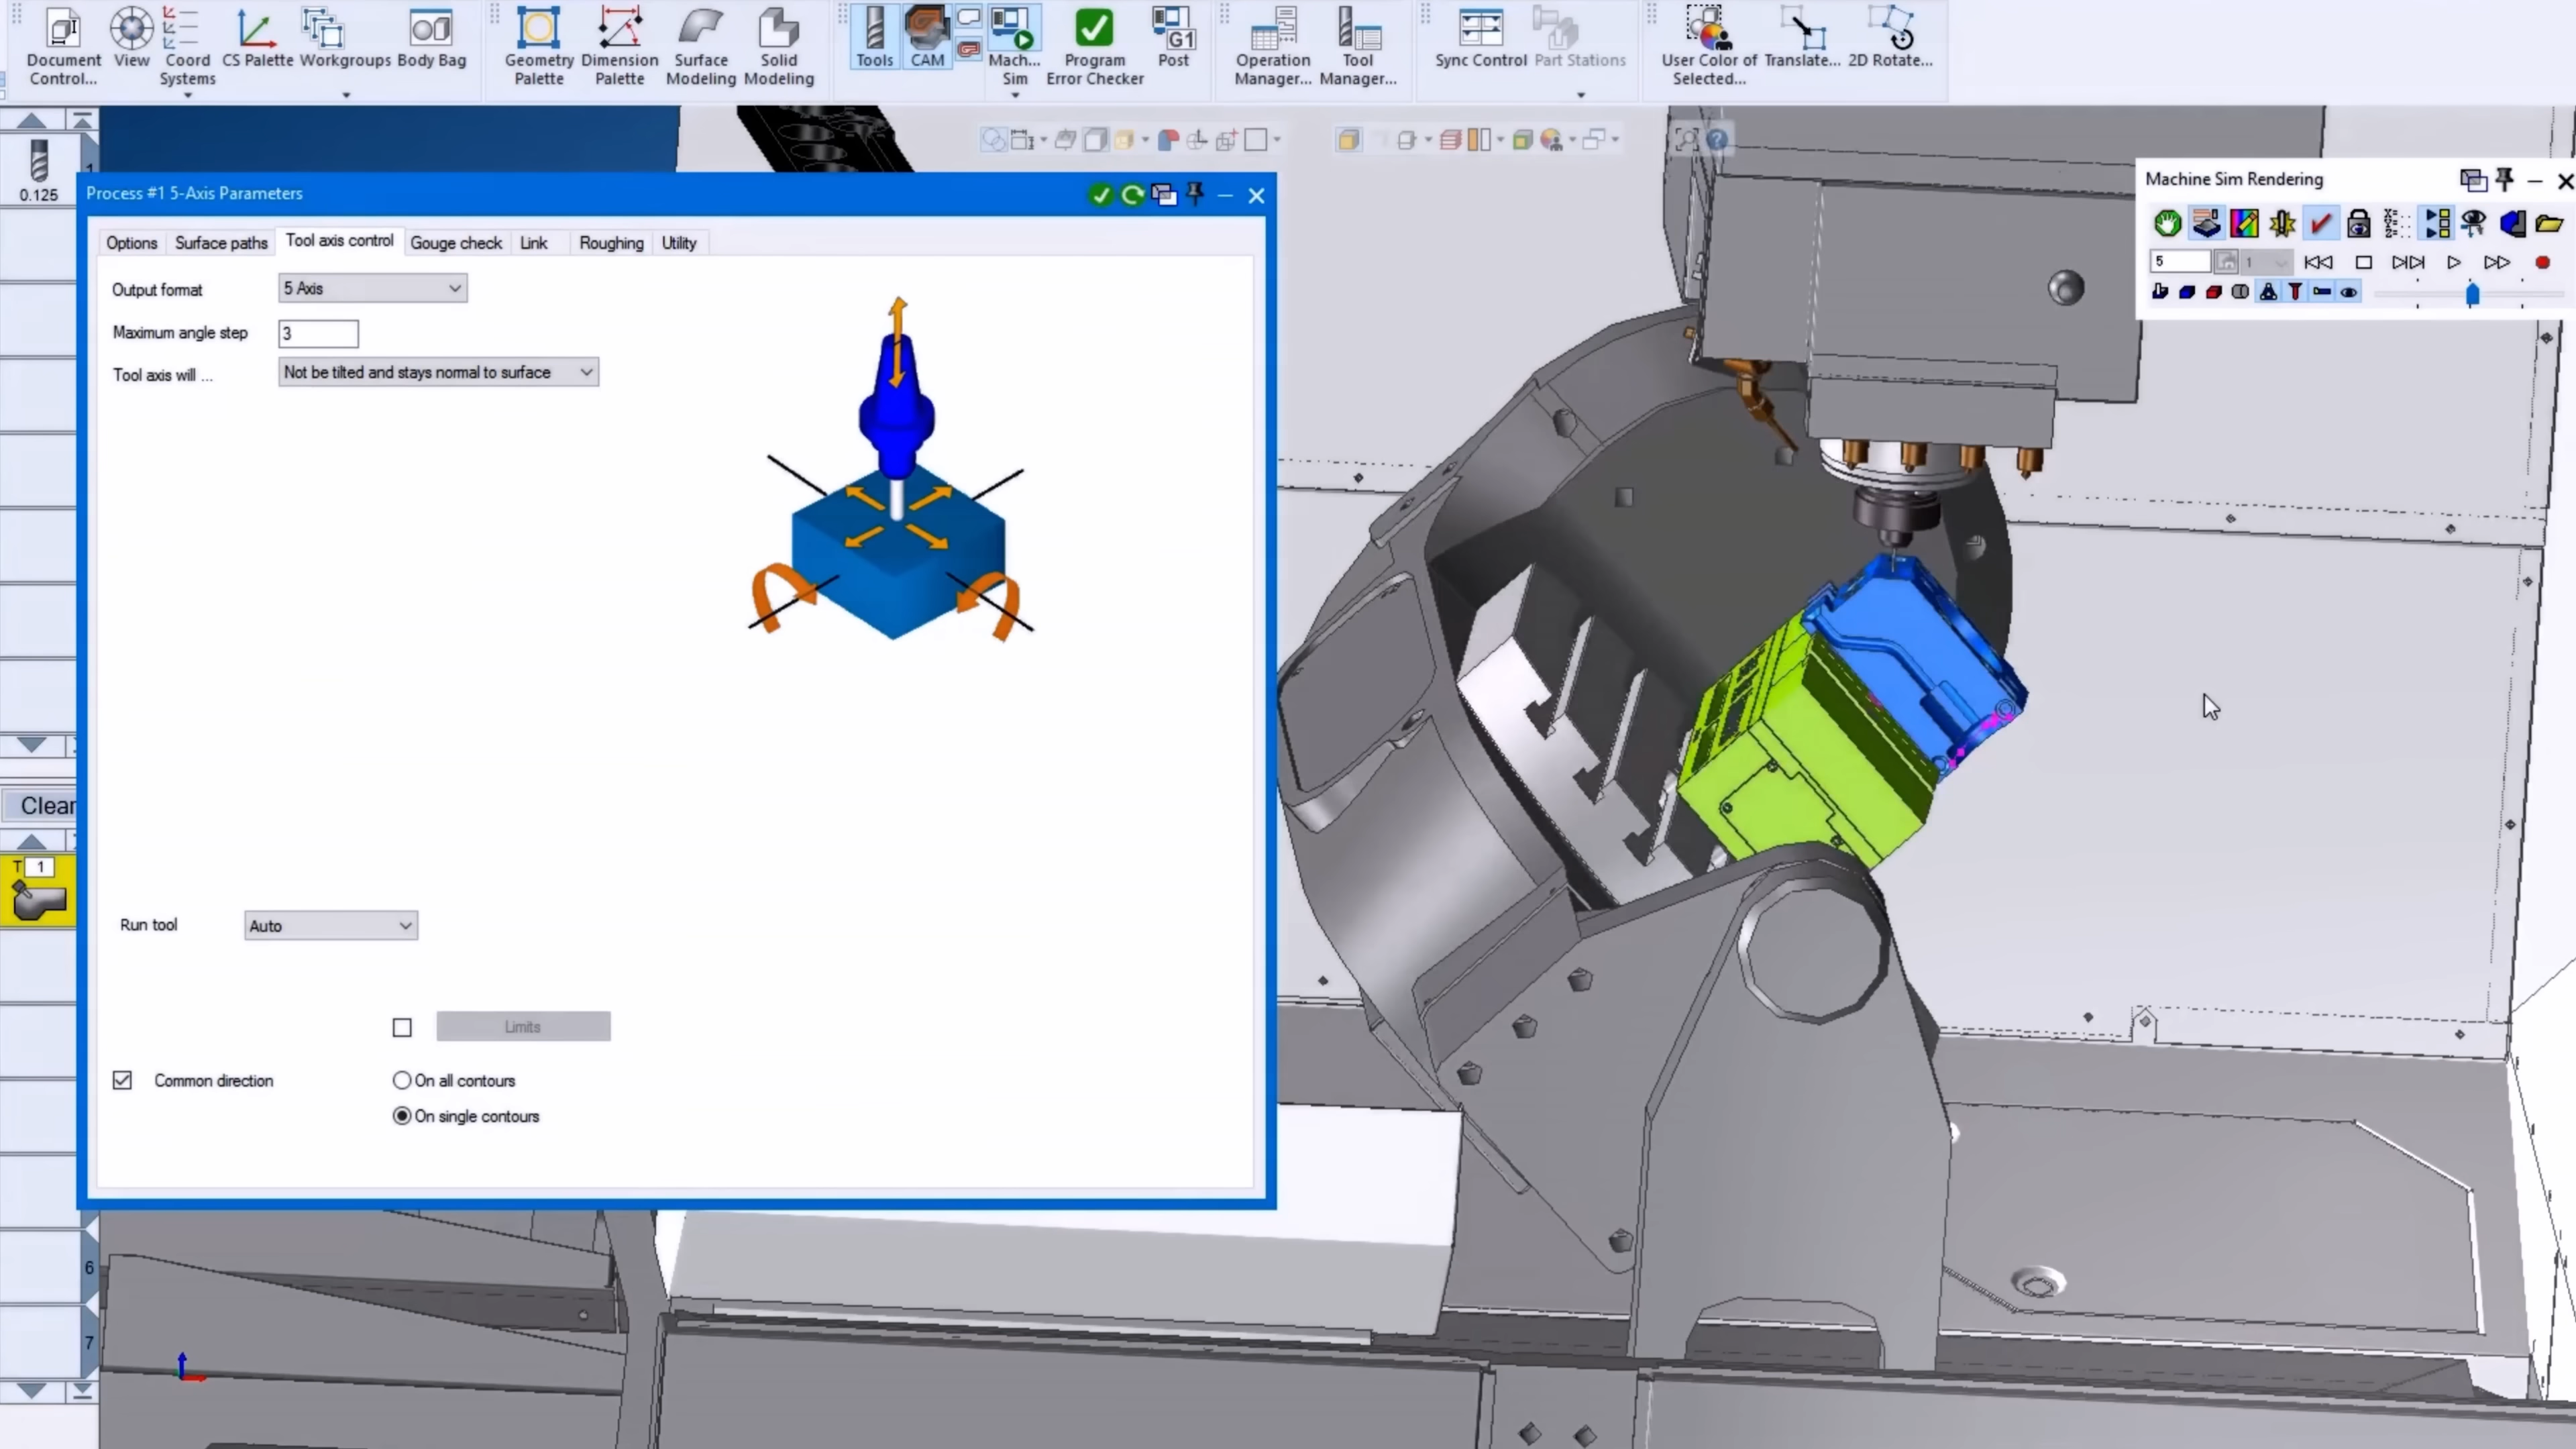 Document Control...
View
Coord Systems
CS Palette
Workgroups
Body Bag
Geometry Palette
Dimension Palette
Surface Modeling
Solid Modeling
Tools
CAM
Mach... Sim
Program Error Checker
G1
Post
Operation Manager...
Tool Manager...
Sync Control
Part Stations
User Color of Selected...
Translate...
2D Rotate...
1
0.125
Process #1 5-Axis Parameters
Options
Surface paths
Tool axis control
Gouge check
Link
Roughing
Utility
Output format
5 Axis
Maximum angle step
3
Tool axis will ...
Not be tilted and stays normal to surface
Run tool
Auto
Limits
Common direction
On all contours
On single contours
Machine Sim Rendering
5
1
Clear
T 1
6
7